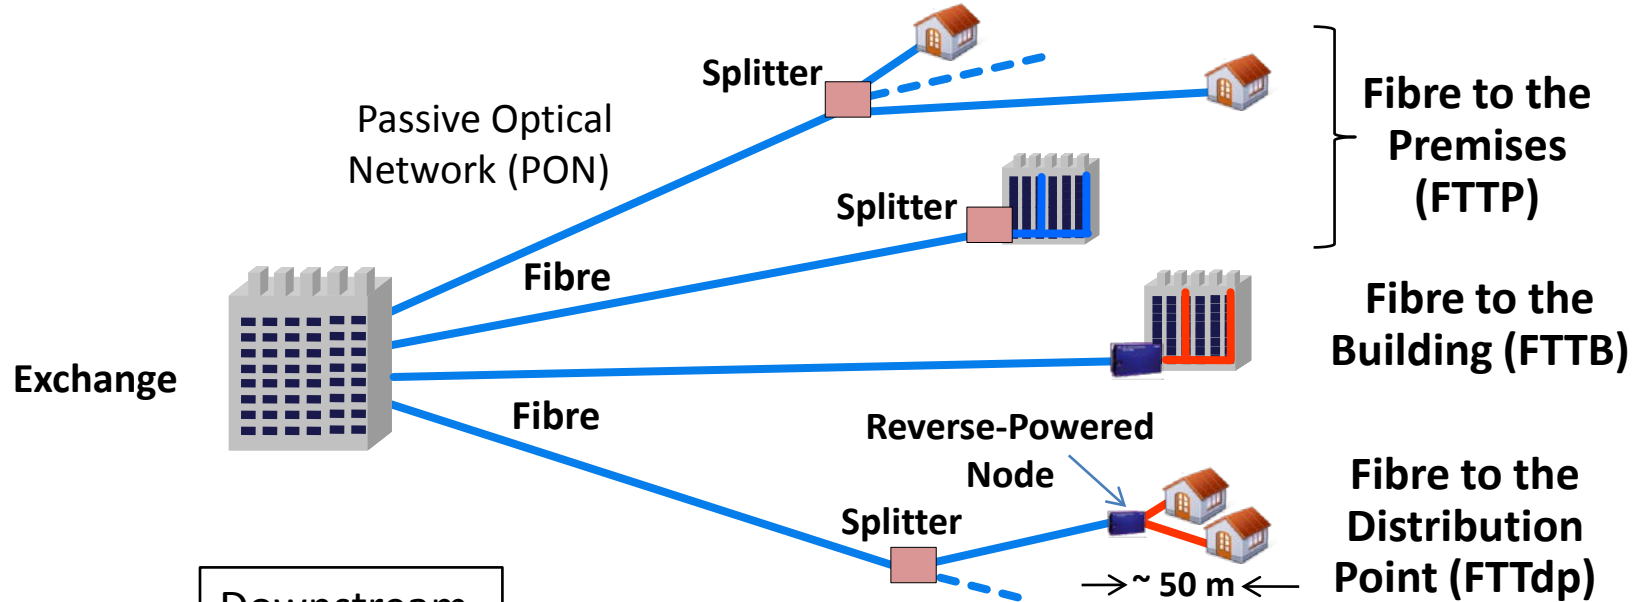 Splitter
Passive Optical
Network (PON)
Fibre to the
Premises
(FTTP)
Splitter
Fibre
Fibre to the
Building (FTTB)
Exchange
Fibre
Reverse-Powered
Node
Splitter
Fibre to the
Distribution
Point (FTTdp)
~ 50 m
Downstream